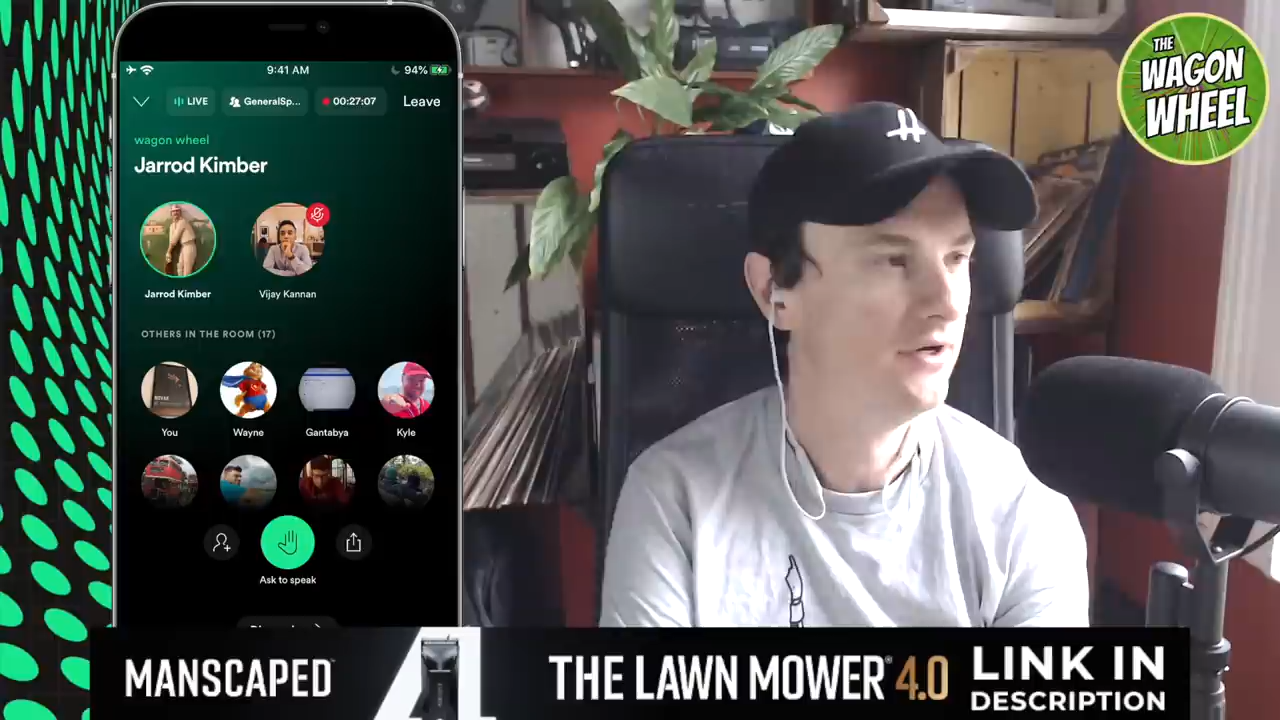 9:41 AM
94%
LIVE
GeneralSp...
00:27:07
Leave
wagon wheel
Jarrod Kimber
Jarrod Kimber
Vijay Kannan
OTHERS IN THE ROOM (17)
You
Wayne
Gantabya
Kyle
Ask to speak
THE
WAGON
WHEEL
MANSCAPED™
THE LAWN MOWER® 4.0
LINK IN
DESCRIPTION